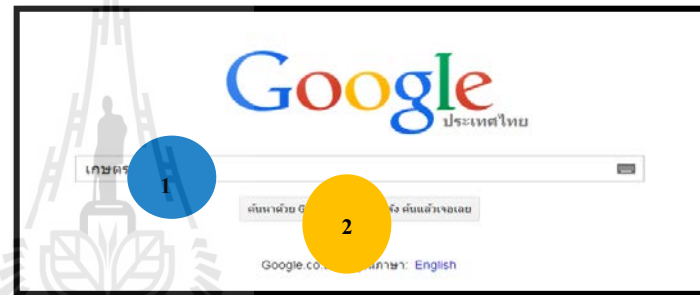 Google
ประเทศไทย
เกษตร
1
ค้นหาด้วย G
ค้นแล้วเจอเลย
2
Google.co. ภาษา: English